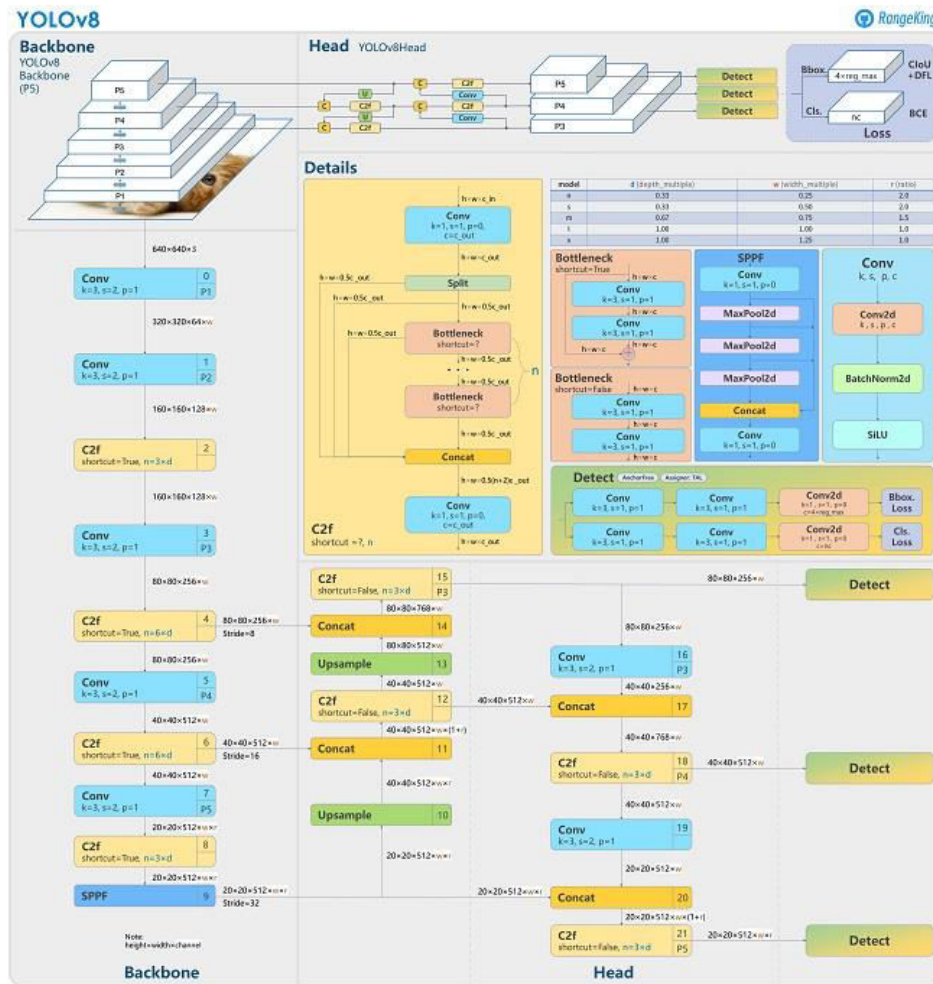 YOLOv8
RangeKing
Backbone
YOLOv8
Backbone
(P5)
P5
P4
P3
P2
P1
Head YOLOv8Head
C
U
C2f
C
U
C2f
C
C2f
Conv
C
C2f
Conv
P5
P4
P3
Detect
Detect
Detect
Bbox.
4×reg_max
CIoU
+DFL
Cls.
nc
BCE
Loss
Details
h×w×c_in
Conv
k=1, s=1, p=0,
c=c_out
h×w×c_out
Split
h×w×0.5c_out
h×w×0.5c_out
h×w×0.5c_out
h×w×0.5c_out
Bottleneck
shortcut=?
h×w×0.5c_out
...
h×w×0.5c_out
n
Bottleneck
shortcut=?
h×w×0.5c_out
Concat
h×w×0.5(n+2)c_out
Conv
k=1, s=1, p=0,
c=c_out
h×w×c_out
C2f
shortcut=?, n
model d (depth_multiple) w (width_multiple) r (ratio)
n 0.33 0.25 2.0
s 0.33 0.50 2.0
m 0.67 0.75 1.5
l 1.00 1.00 1.0
x 1.00 1.25 1.0
Bottleneck
shortcut=True
h×w×c
Conv
k=3, s=1, p=1
h×w×c
Conv
k=3, s=1, p=1
h×w×c
h×w×c
+
h×w×c
Bottleneck
shortcut=False
h×w×c
Conv
k=3, s=1, p=1
h×w×c
Conv
k=3, s=1, p=1
h×w×c
SPPF
Conv
k=1, s=1, p=0
MaxPool2d
MaxPool2d
MaxPool2d
Concat
Conv
k=1, s=1, p=0
Conv
k, s, p, c
Conv2d
k, s, p, c
BatchNorm2d
SiLU
Detect Anchor-Free Assigner: TAL
Conv
k=3, s=1, p=1
Conv
k=3, s=1, p=1
Conv2d
k=1, s=1, p=0
c=4×reg_max
Bbox.
Loss
Conv
k=3, s=1, p=1
Conv
k=3, s=1, p=1
Conv2d
k=1, s=1, p=0
c=nc
Cls.
Loss
640×640×3
Conv 0
k=3, s=2, p=1 P1
320×320×64×w
Conv 1
k=3, s=2, p=1 P2
160×160×128×w
C2f 2
shortcut=True, n=3×d
160×160×128×w
Conv 3
k=3, s=2, p=1 P3
80×80×256×w
C2f 4
shortcut=True, n=6×d
80×80×256×w
Stride=8
80×80×256×w
Conv 5
k=3, s=2, p=1 P4
40×40×512×w
C2f 6
shortcut=True, n=6×d
40×40×512×w
Stride=16
40×40×512×w
Conv 7
k=3, s=2, p=1 P5
20×20×512×w×r
C2f 8
shortcut=True, n=3×d
20×20×512×w×r
SPPF 9
20×20×512×w×r
Stride=32
Note:
height×width×channel
Backbone
C2f 15
shortcut=False, n=3×d P3
80×80×768×w
Concat 14
80×80×512×w
Upsample 13
40×40×512×w
C2f 12
shortcut=False, n=3×d
40×40×512×w
40×40×512×w×(1+r)
Concat 11
40×40×512×w×r
Upsample 10
20×20×512×w×r
80×80×256×w
Detect
80×80×256×w
Conv 16
k=3, s=2, p=1 P3
40×40×256×w
Concat 17
40×40×768×w
C2f 18
shortcut=False, n=3×d P4
40×40×512×w
Detect
40×40×512×w
Conv 19
k=3, s=2, p=1
20×20×512×w
20×20×512×w×r
Concat 20
20×20×512×w×(1+r)
C2f 21
shortcut=False, n=3×d P5
20×20×512×w×r
Detect
Head